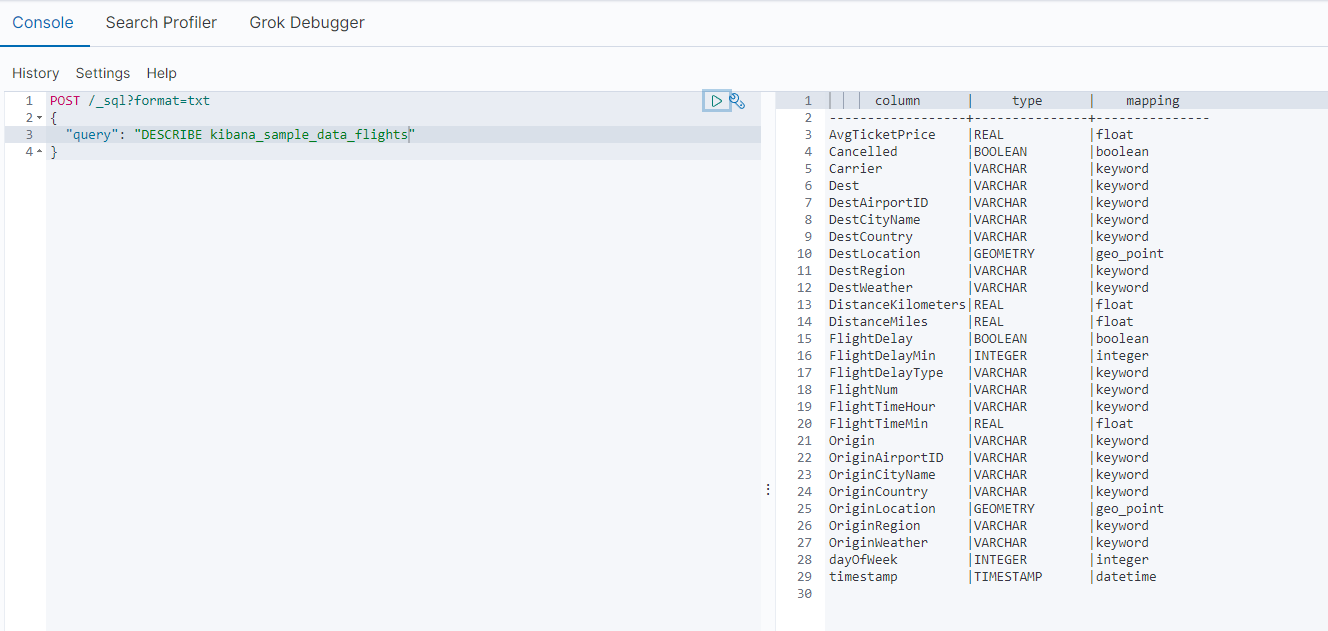 Console Search Profiler Grok Debugger
History Settings Help
1 POST /_sql?format=txt
2 {
3 "query": "DESCRIBE kibana_sample_data_flights"
4 }
1 | | | column | type | mapping
2 ------------------+---------------+---------------
3 AvgTicketPrice |REAL |float
4 Cancelled |BOOLEAN |boolean
5 Carrier |VARCHAR |keyword
6 Dest |VARCHAR |keyword
7 DestAirportID |VARCHAR |keyword
8 DestCityName |VARCHAR |keyword
9 DestCountry |VARCHAR |keyword
10 DestLocation |GEOMETRY |geo_point
11 DestRegion |VARCHAR |keyword
12 DestWeather |VARCHAR |keyword
13 DistanceKilometers|REAL |float
14 DistanceMiles |REAL |float
15 FlightDelay |BOOLEAN |boolean
16 FlightDelayMin |INTEGER |integer
17 FlightDelayType |VARCHAR |keyword
18 FlightNum |VARCHAR |keyword
19 FlightTimeHour |VARCHAR |keyword
20 FlightTimeMin |REAL |float
21 Origin |VARCHAR |keyword
22 OriginAirportID |VARCHAR |keyword
23 OriginCityName |VARCHAR |keyword
24 OriginCountry |VARCHAR |keyword
25 OriginLocation |GEOMETRY |geo_point
26 OriginRegion |VARCHAR |keyword
27 OriginWeather |VARCHAR |keyword
28 dayOfWeek |INTEGER |integer
29 timestamp |TIMESTAMP |datetime
30